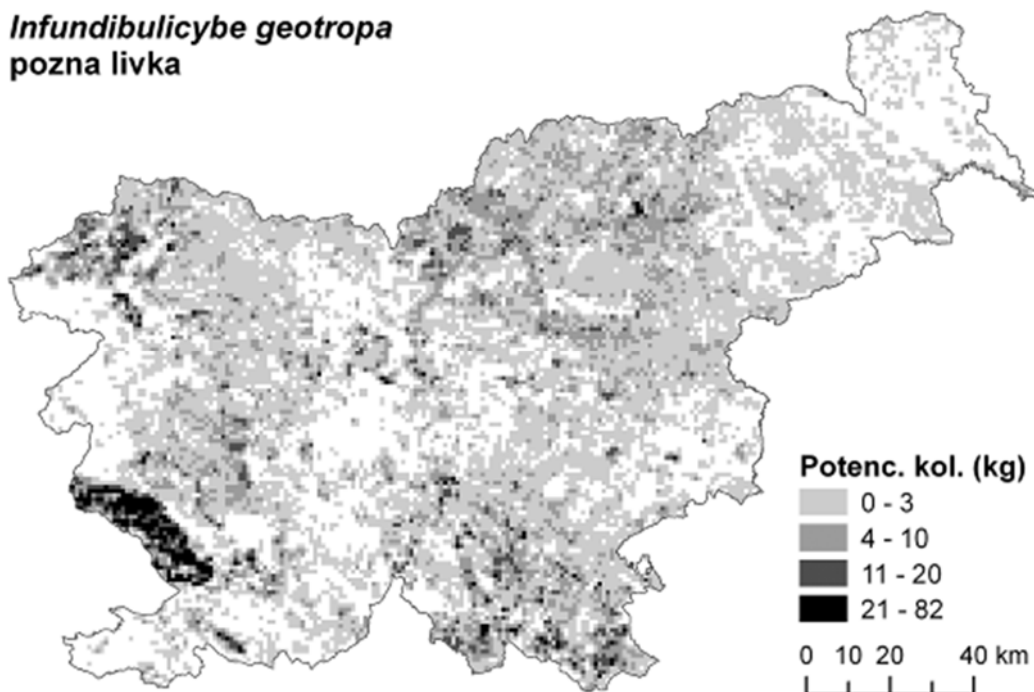 Infundibulicybe geotropa
pozna livka
Potenc. kol. (kg)
0 - 3
4 - 10
11 - 20
21 - 82
0 10 20 40 km